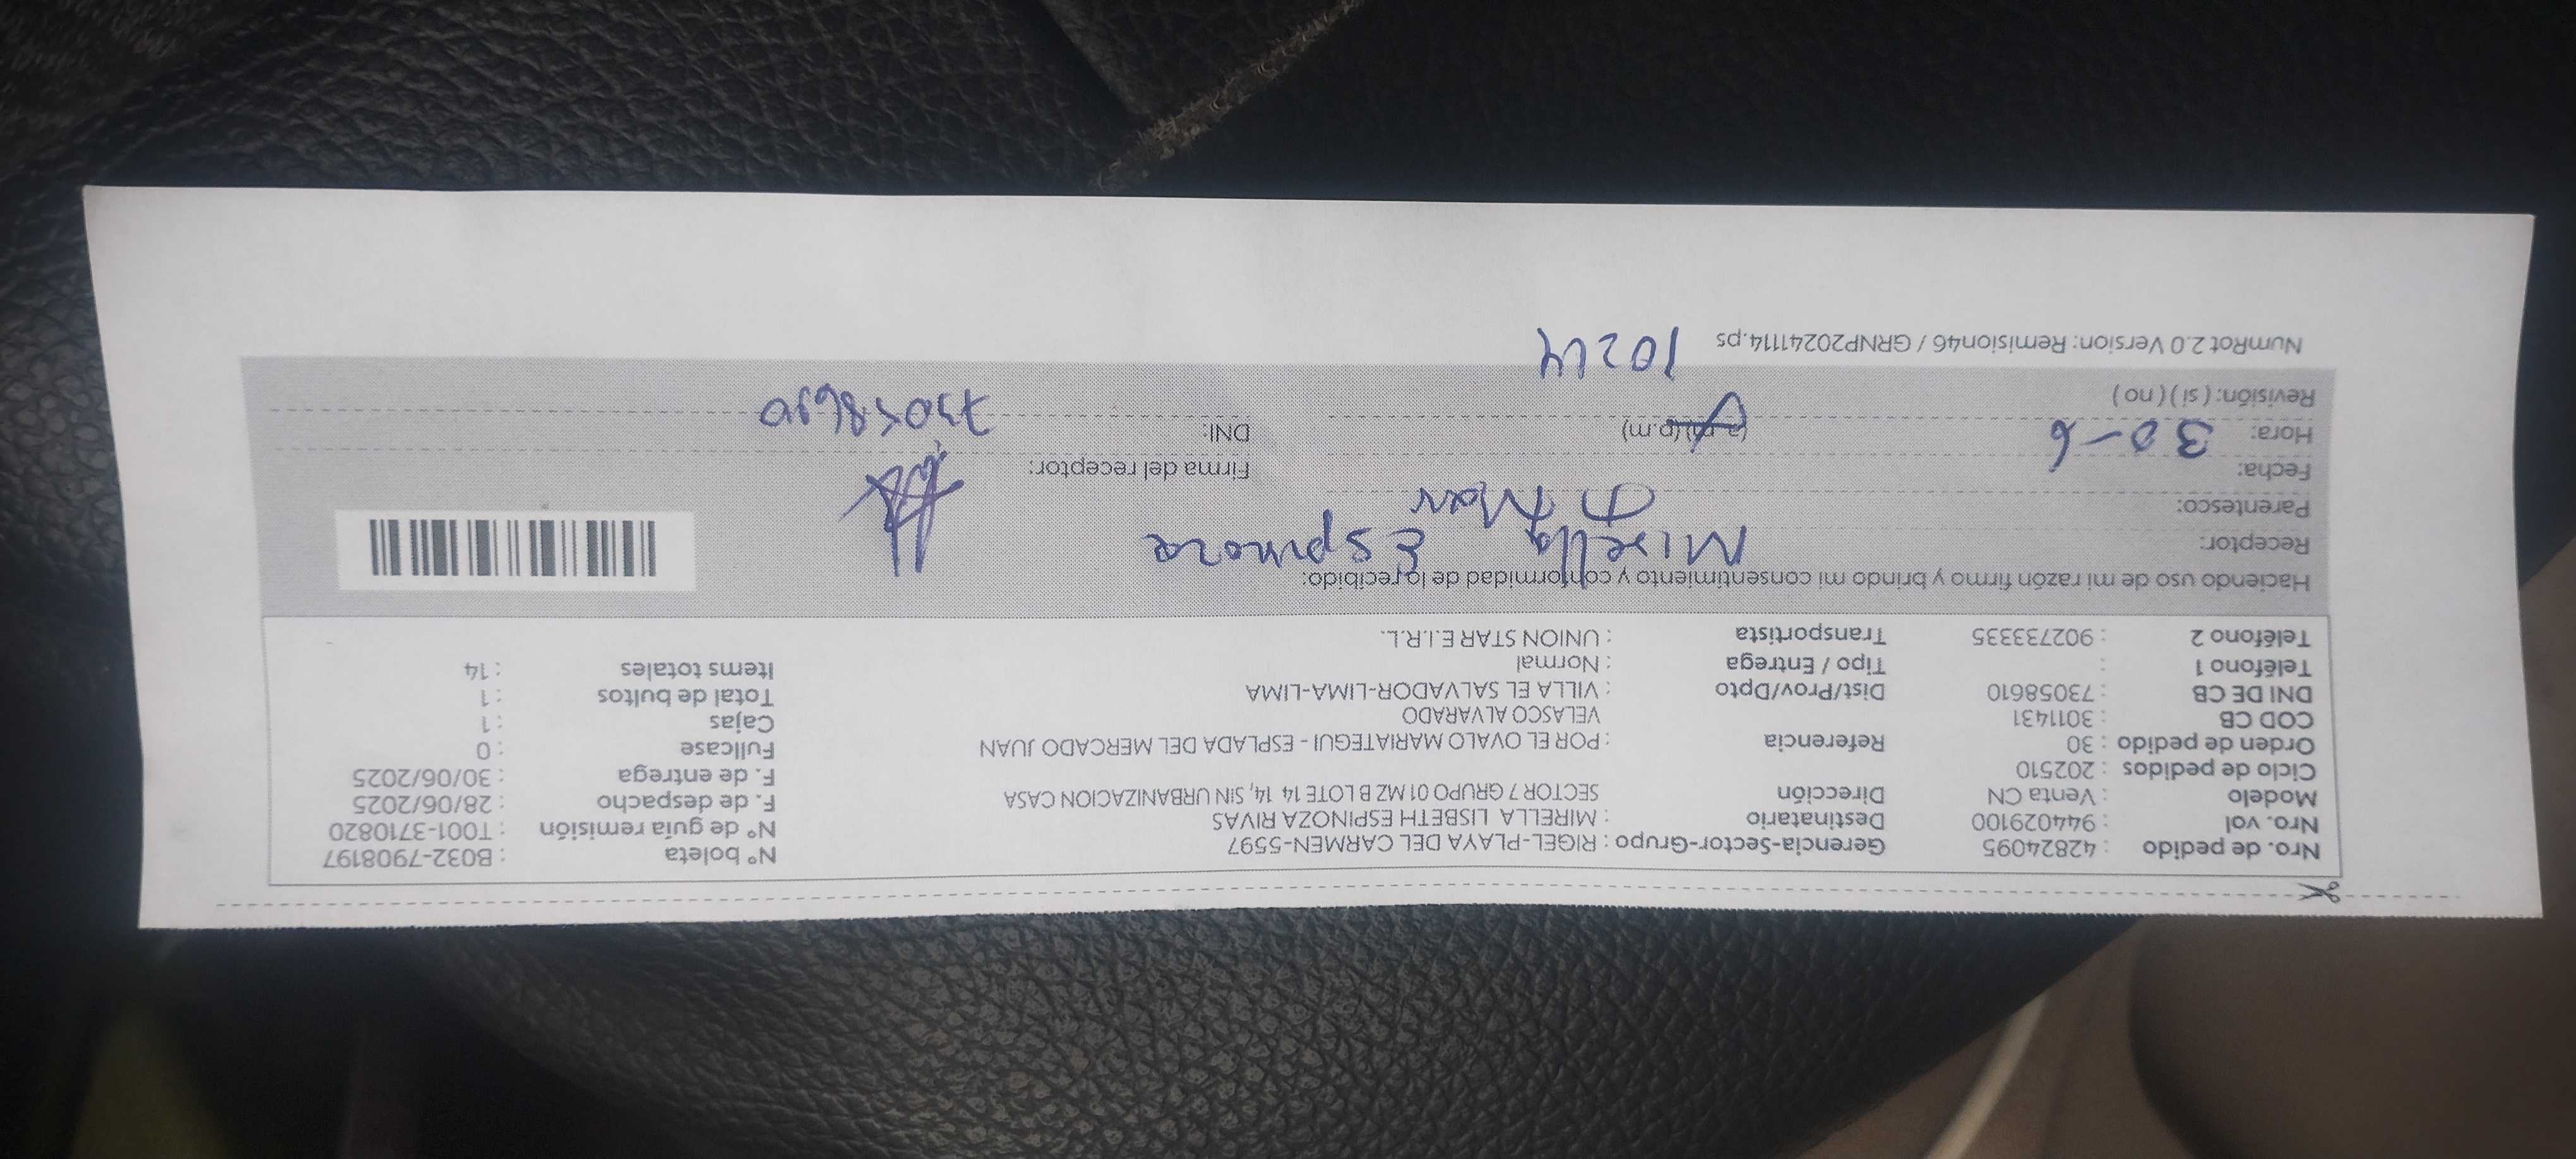 Nro. de pedido : 42824095 Gerencia-Sector-Grupo : RIGEL-PLAYA DEL CARMEN-5597 N° boleta : B032-7908197
Nro. vol : 944029100 Destinatario : MIRELLA LISBETH ESPINOZA RIVAS N° de guía remisión : T001-3710820
Modelo : Venta CN Dirección SECTOR 7 GRUPO 01 MZ B LOTE 14 14, SIN URBANIZACION CASA F. de despacho : 28/06/2025
Ciclo de pedidos : 202510 F. de entrega : 30/06/2025
Orden de pedido : 30 Referencia : POR EL OVALO MARIATEGUI - ESPLADA DEL MERCADO JUAN Fullcase : 0
COD CB : 3011431 VELASCO ALVARADO Cajas : 1
DNI DE CB : 73058610 Dist/Prov/Dpto : VILLA EL SALVADOR-LIMA-LIMA Total de bultos : 1
Teléfono 1 : Tipo / Entrega : Normal Items totales : 14
Teléfono 2 : 902733335 Transportista : UNION STAR E.I.R.L.
Haciendo uso de mi razón firmo y brindo mi consentimiento y conformidad de lo recibido:
Receptor: Mirella Espinoza
Parentesco:
Fecha: Firma del receptor:
Hora: 30-6 (a.m) (p.m) DNI:
Revisión: ( si ) ( no )
NumRot 2.0 Version: Remision46 / GRNP20241114.ps